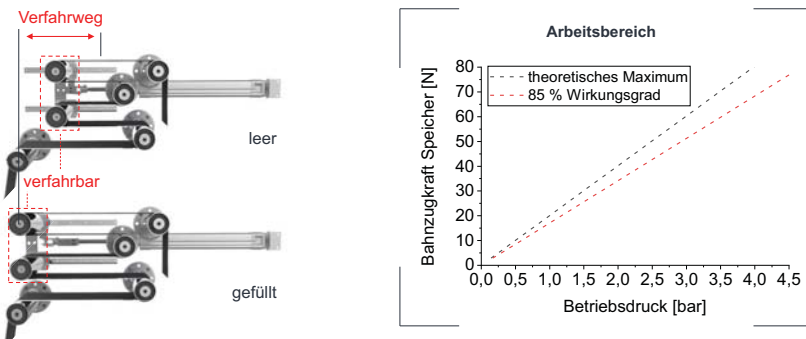 Verfahrweg
leer
verfahrbar
gefüllt
Arbeitsbereich
Bahnzugkraft Speicher [N]
80
70
60
50
40
30
20
10
0
theoretisches Maximum
85 % Wirkungsgrad
0,0 0,5 1,0 1,5 2,0 2,5 3,0 3,5 4,0 4,5
Betriebsdruck [bar]